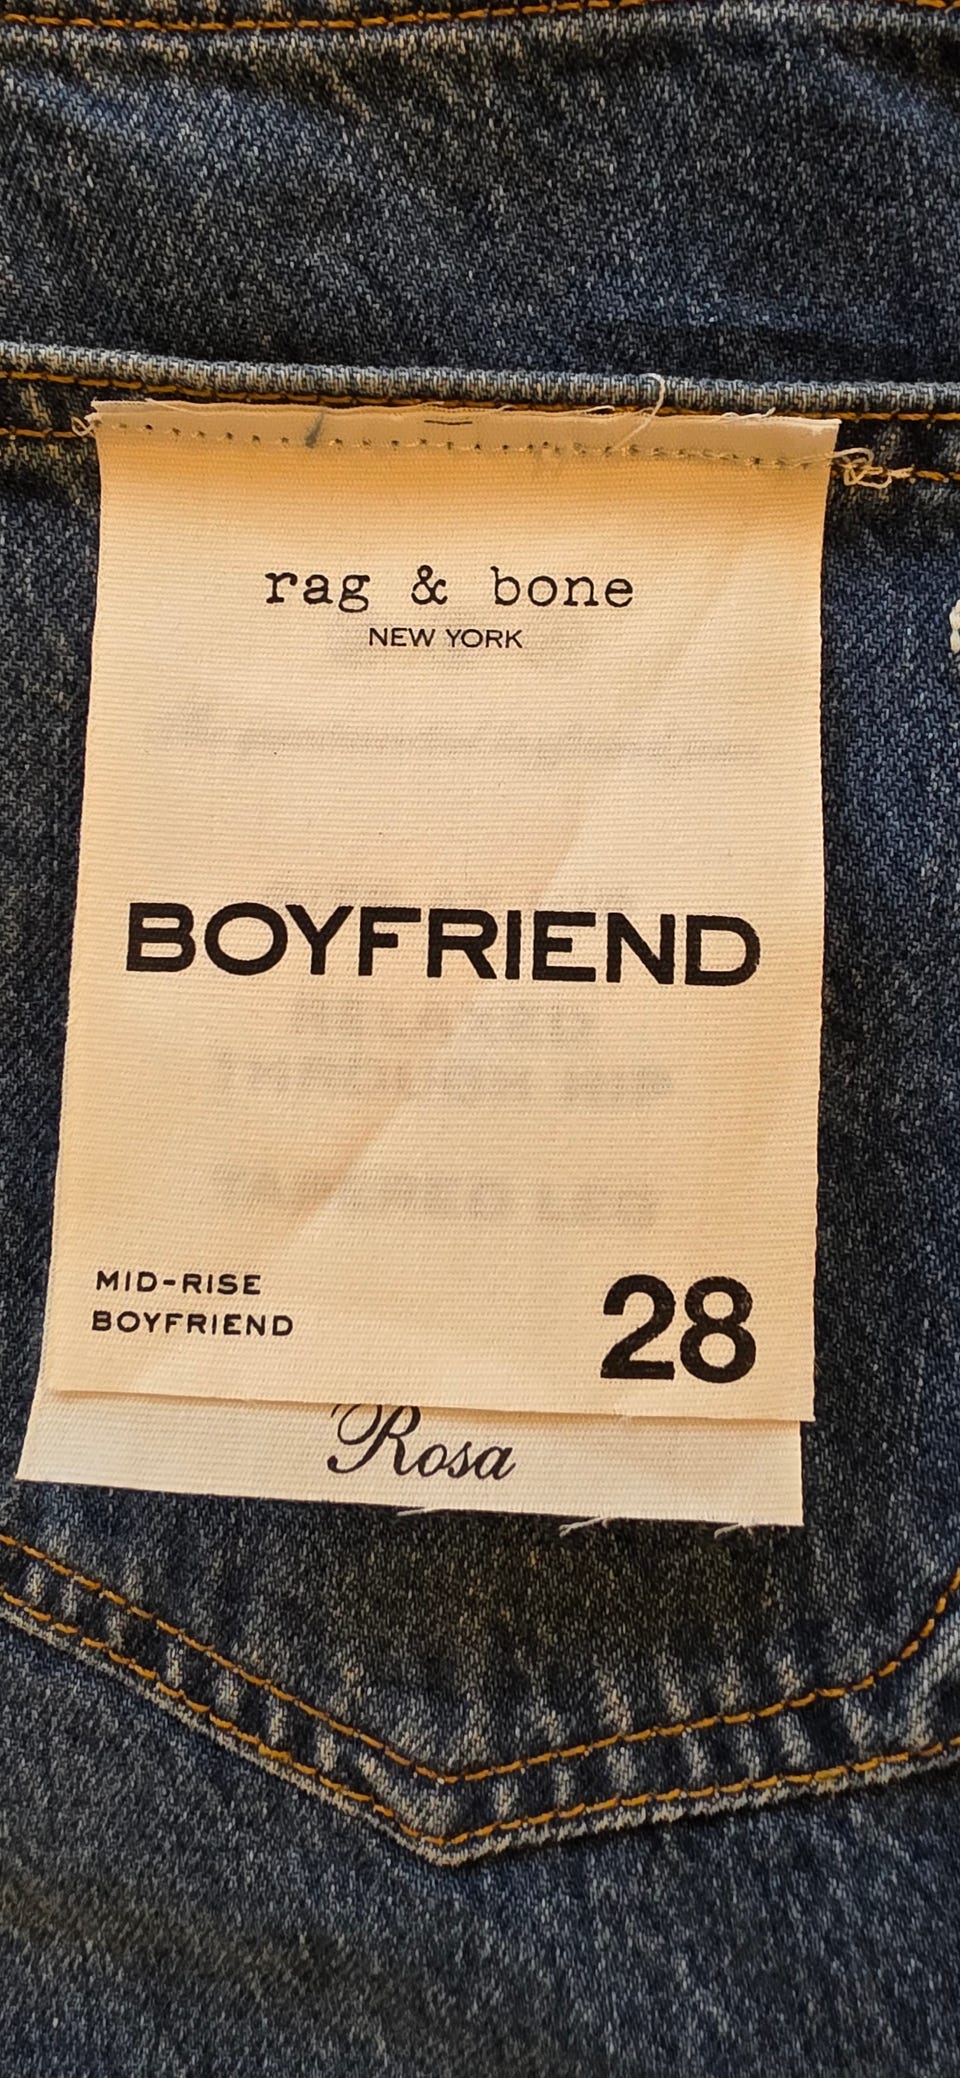 rag & bone
NEW YORK
BOYFRIEND
MID-RISE
BOYFRIEND
28
Rosa